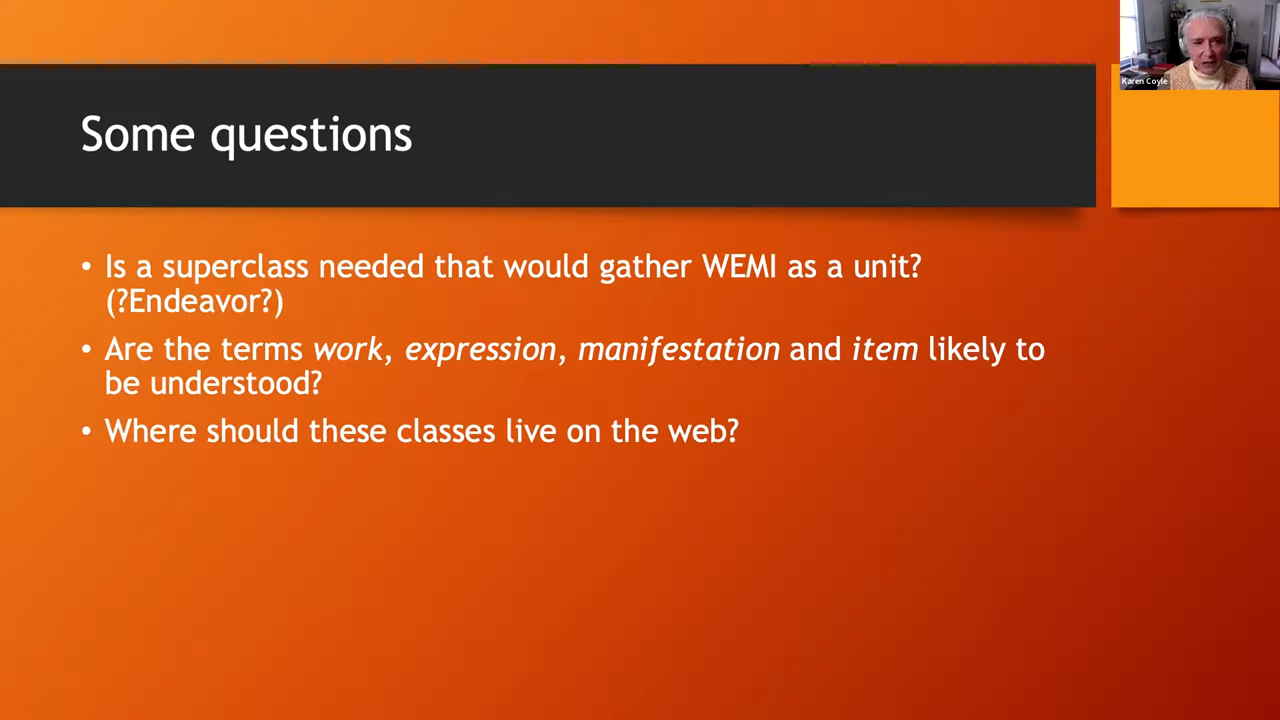 Karen Coyle
Some questions
• Is a superclass needed that would gather WEMI as a unit?
(?Endeavor?)
• Are the terms work, expression, manifestation and item likely to
be understood?
• Where should these classes live on the web?